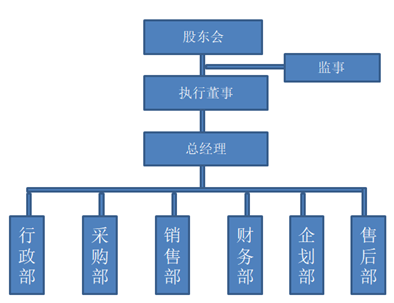 股东会
监事
执行董事
总经理
行政部
采购部
销售部
财务部
企划部
售后部